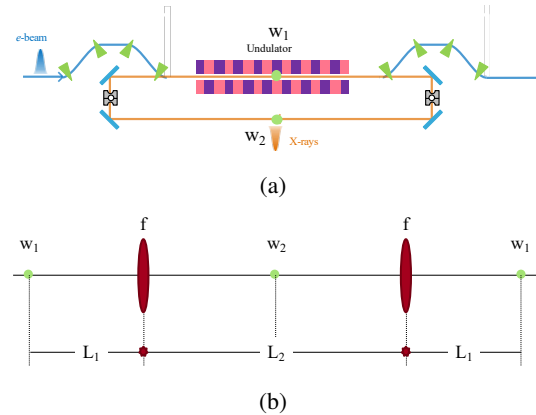 w₁
e-beam
Undulator
w₂
X-rays
(a)
f f
w₁ w₂ w₁
L₁ L₂ L₁
(b)